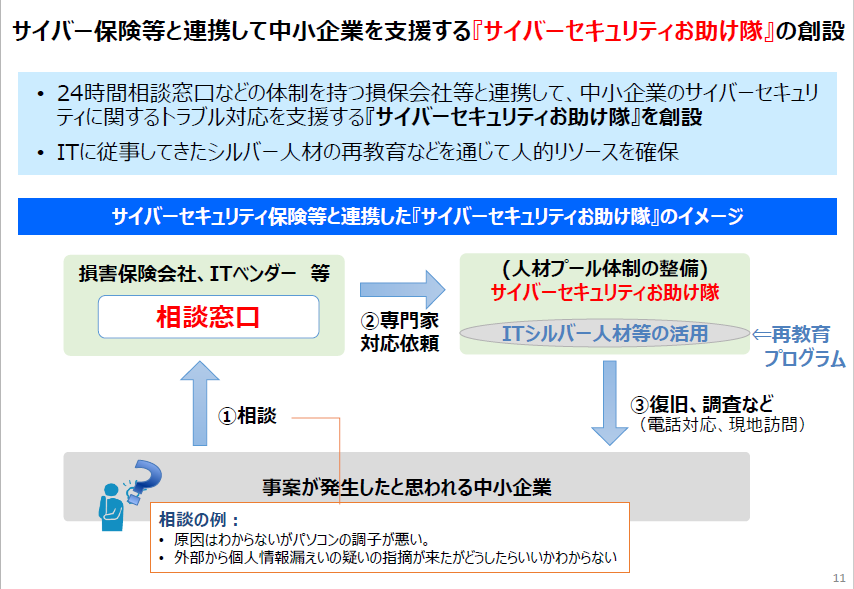 サイバー保険等と連携して中小企業を支援する『サイバーセキュリティお助け隊』の創設
• 24時間相談窓口などの体制を持つ損保会社等と連携して、中小企業のサイバーセキュリ
ティに関するトラブル対応を支援する『サイバーセキュリティお助け隊』を創設
• ITに従事してきたシルバー人材の再教育などを通じて人的リソースを確保
サイバーセキュリティ保険等と連携した『サイバーセキュリティお助け隊』のイメージ
損害保険会社、ITベンダー 等
相談窓口
②専門家
対応依頼
(人材プール体制の整備)
サイバーセキュリティお助け隊
ITシルバー人材等の活用
⇐再教育
プログラム
①相談
③復旧、調査など
（電話対応、現地訪問）
事案が発生したと思われる中小企業
相談の例：
• 原因はわからないがパソコンの調子が悪い。
• 外部から個人情報漏えいの疑いの指摘が来たがどうしたらいいかわからない
11